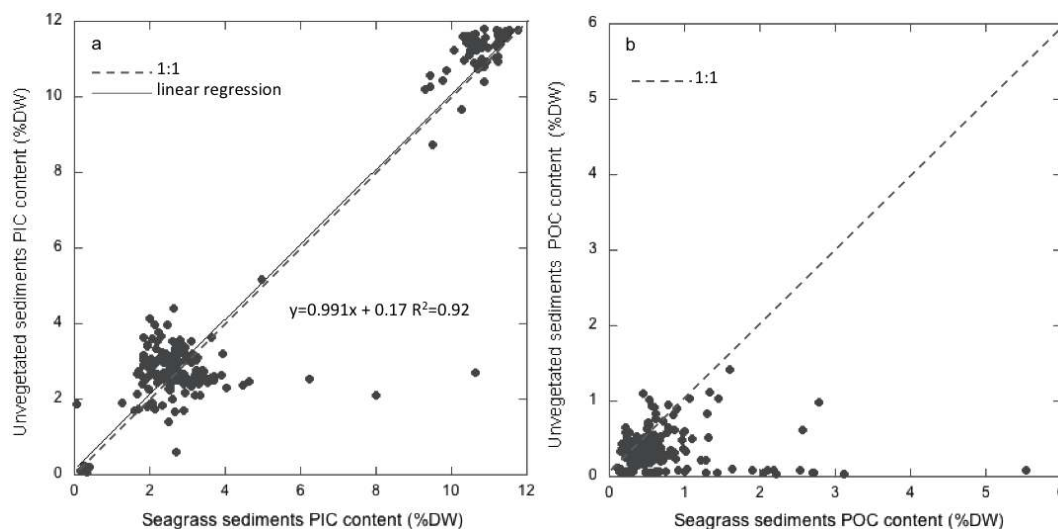 a
1:1
linear regression
y=0.991x + 0.17 R²=0.92
Unvegetated sediments PIC content (%DW)
12
10
8
6
4
2
0
0 2 4 6 8 10 12
Seagrass sediments PIC content (%DW)
b
1:1
Unvegetated sediments POC content (%DW)
6
5
4
3
2
1
0
0 1 2 3 4 5 6
Seagrass sediments POC content (%DW)